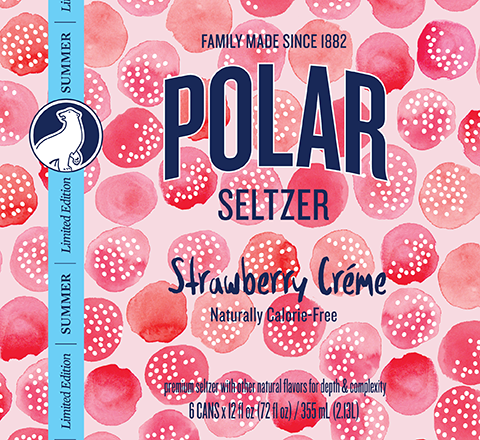 FAMILY MADE SINCE 1882
POLAR
SELTZER
Strawberry Créme
Naturally Calorie-Free
premium seltzer with other natural flavors for depth & complexity
6 CANS x 12 fl oz (72 fl oz) / 355 mL (2.13L)
Limited Edition | SUMMER | Limited Edition | SUMMER | Li